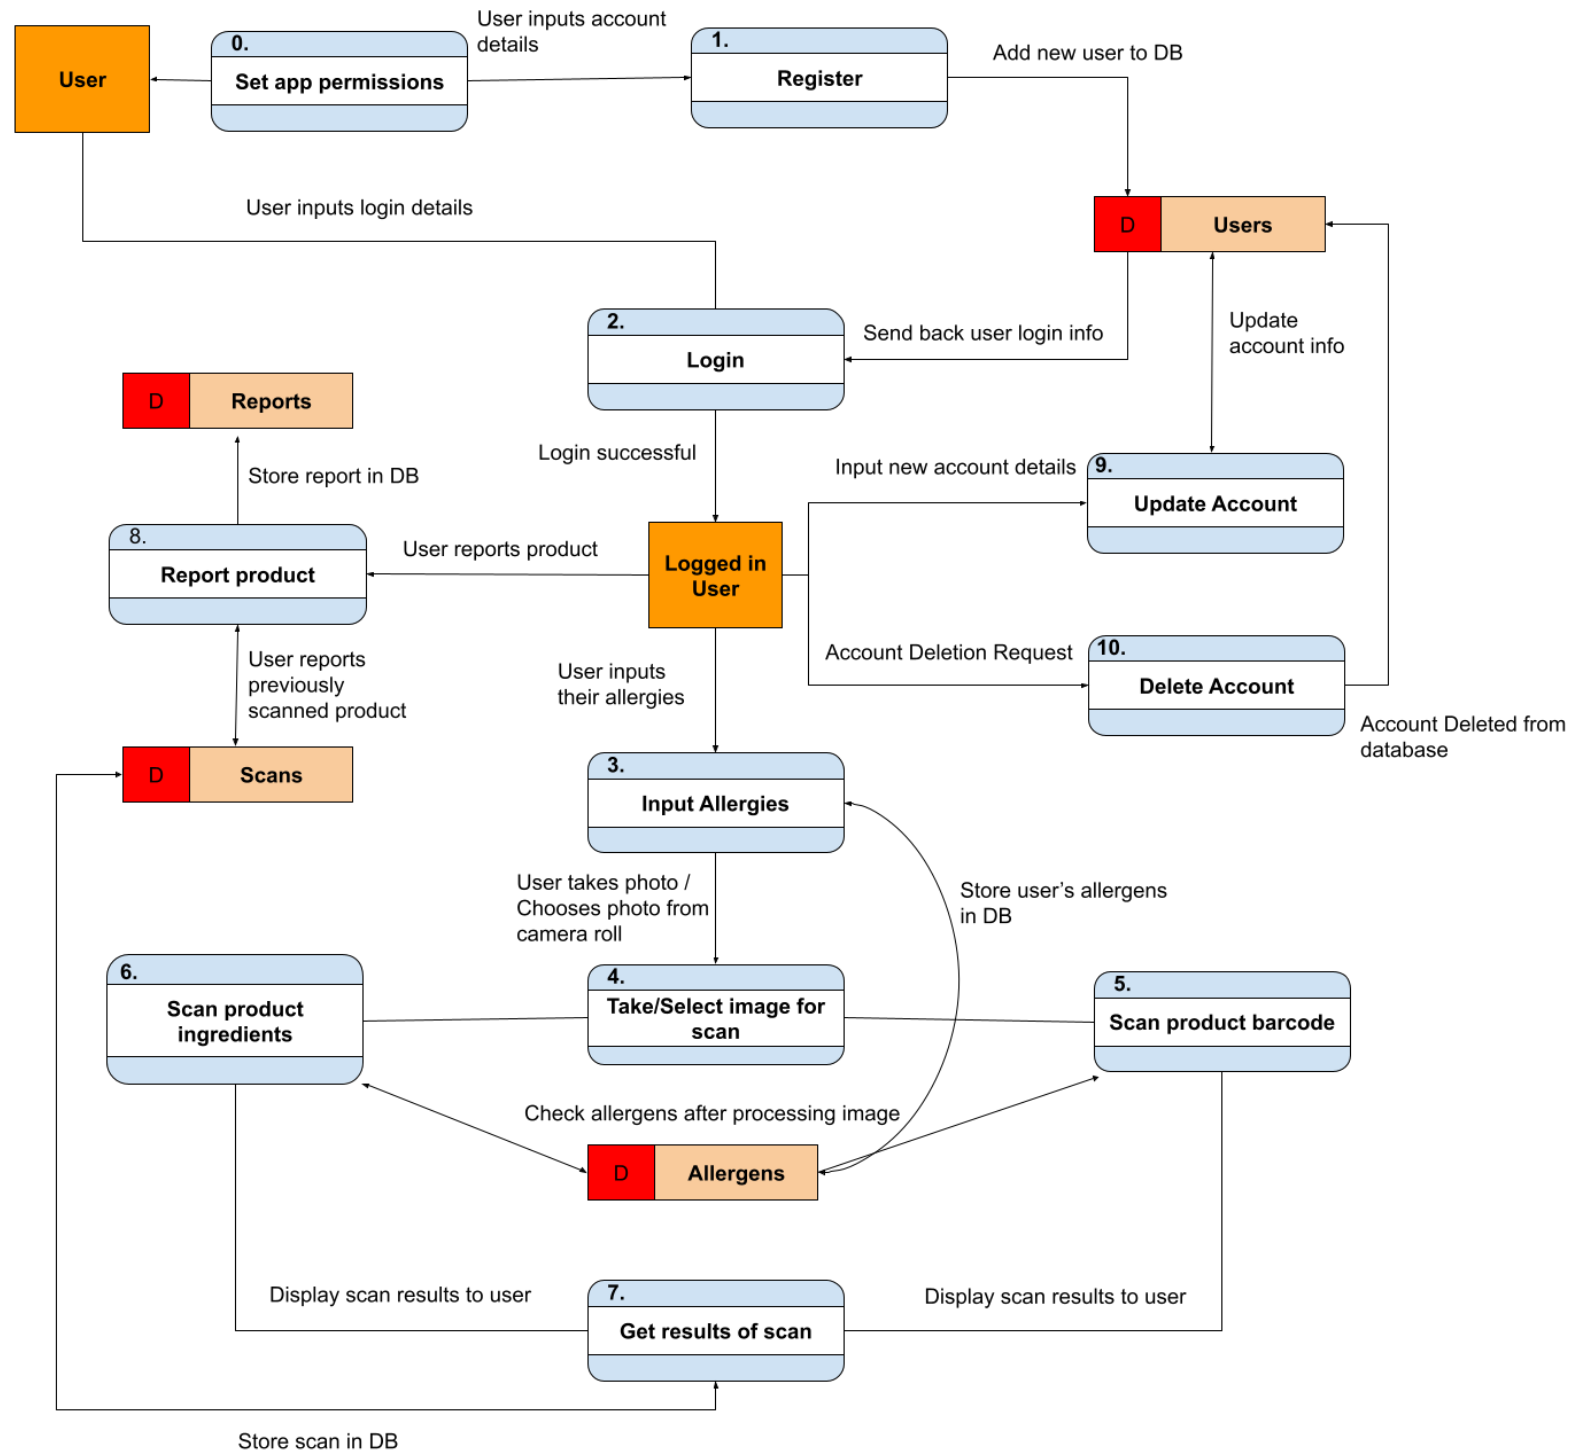 User
0.
Set app permissions
User inputs account
details
1.
Register
Add new user to DB
User inputs login details
D
Users
2.
Login
Send back user login info
Update
account info
D
Reports
Login successful
Store report in DB
Input new account details
9.
Update Account
8.
Report product
User reports product
Logged in
User
User reports
previously
scanned product
User inputs
their allergies
Account Deletion Request
10.
Delete Account
Account Deleted from
database
D
Scans
3.
Input Allergies
User takes photo /
Chooses photo from
camera roll
Store user’s allergens
in DB
6.
Scan product
ingredients
4.
Take/Select image for
scan
5.
Scan product barcode
Check allergens after processing image
D
Allergens
Display scan results to user
7.
Get results of scan
Display scan results to user
Store scan in DB